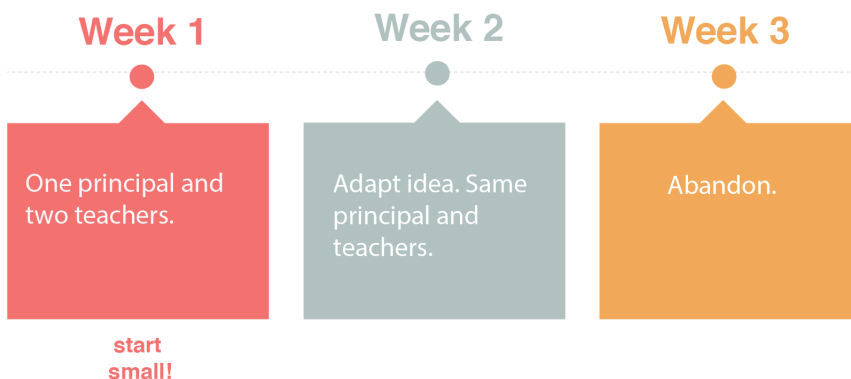 Week 1
Week 2
Week 3
One principal and
two teachers.
Adapt idea. Same
principal and
teachers.
Abandon.
start
small!